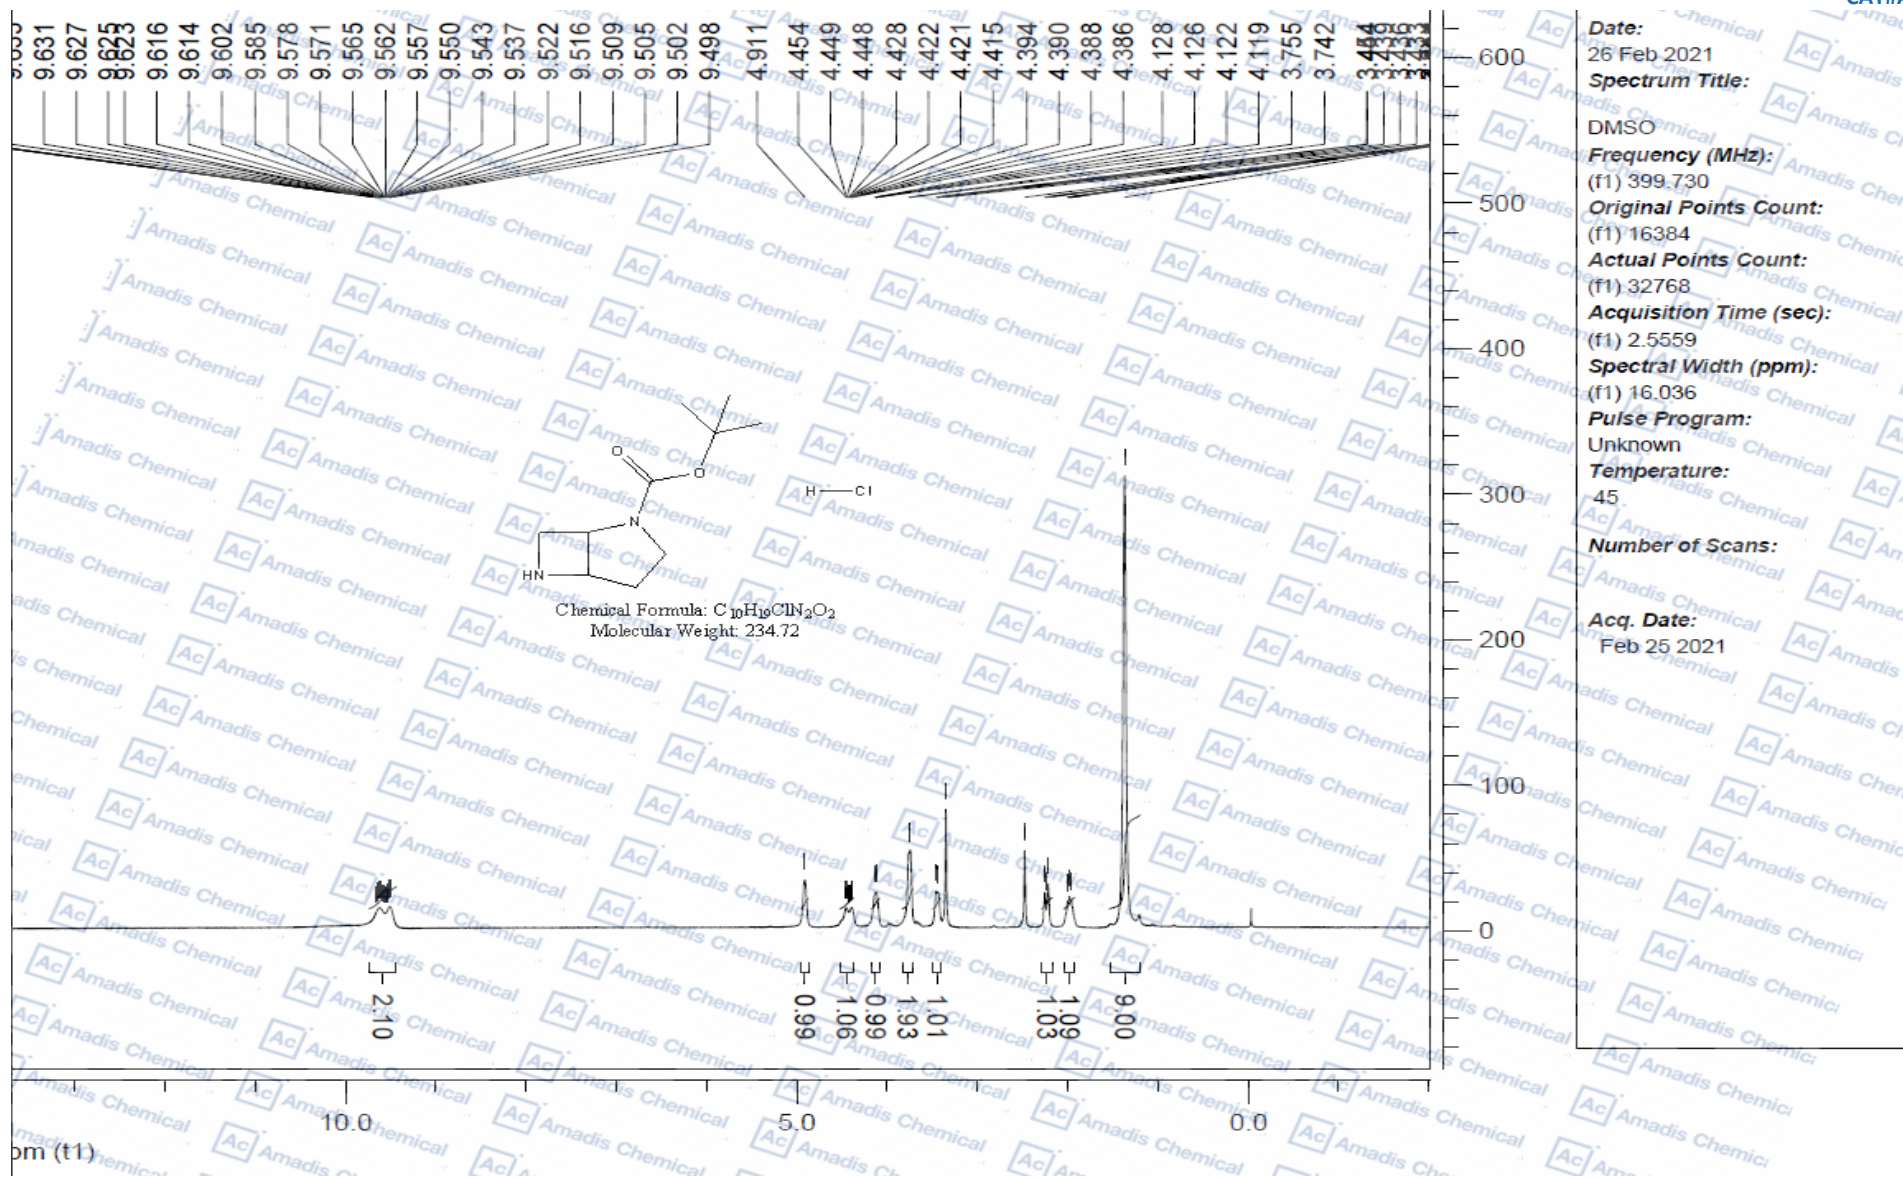 9.631
9.627
9.625
9.623
9.616
9.614
9.602
9.585
9.578
9.571
9.565
9.562
9.557
9.550
9.543
9.537
9.522
9.516
9.509
9.505
9.502
9.498
4.911
4.454
4.449
4.448
4.428
4.422
4.421
4.415
4.394
4.390
4.388
4.386
4.128
4.126
4.122
4.119
3.755
3.742
600
500
400
300
200
100
0
Date:
26 Feb 2021
Spectrum Title:
DMSO
Frequency (MHz):
(f1) 399.730
Original Points Count:
(f1) 16384
Actual Points Count:
(f1) 32768
Acquisition Time (sec):
(f1) 2.5559
Spectral Width (ppm):
(f1) 16.036
Pulse Program:
Unknown
Temperature:
45
Number of Scans:
Acq. Date:
Feb 25 2021
O
O
N
HN
H Cl
Chemical Formula: C10H19ClN2O2
Molecular Weight: 234.72
2.10
0.99
1.06
0.99
1.93
1.01
1.03
1.09
9.00
10.0
5.0
0.0
pm (t1)
Ac Amadis Chemical